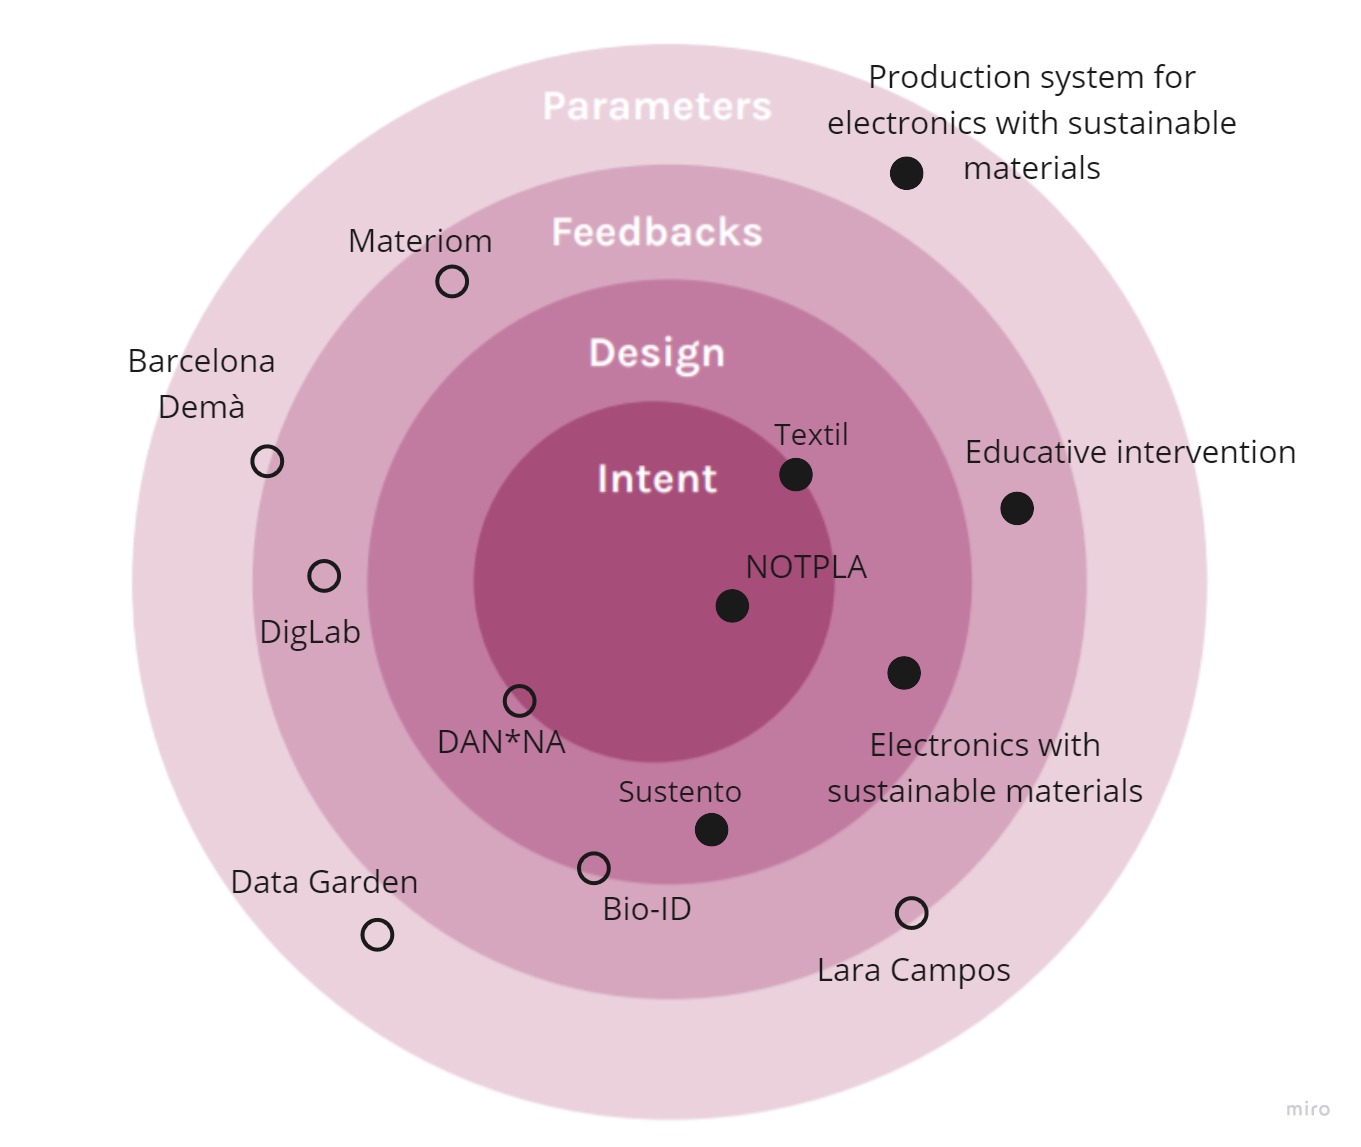 Production system for
electronics with sustainable
materials
Parameters
Feedbacks
Materiom
Design
Barcelona
Demà
Textil
Educative intervention
Intent
NOTPLA
DigLab
DAN*NA
Electronics with
sustainable materials
Sustento
Data Garden
Bio-ID
Lara Campos
miro